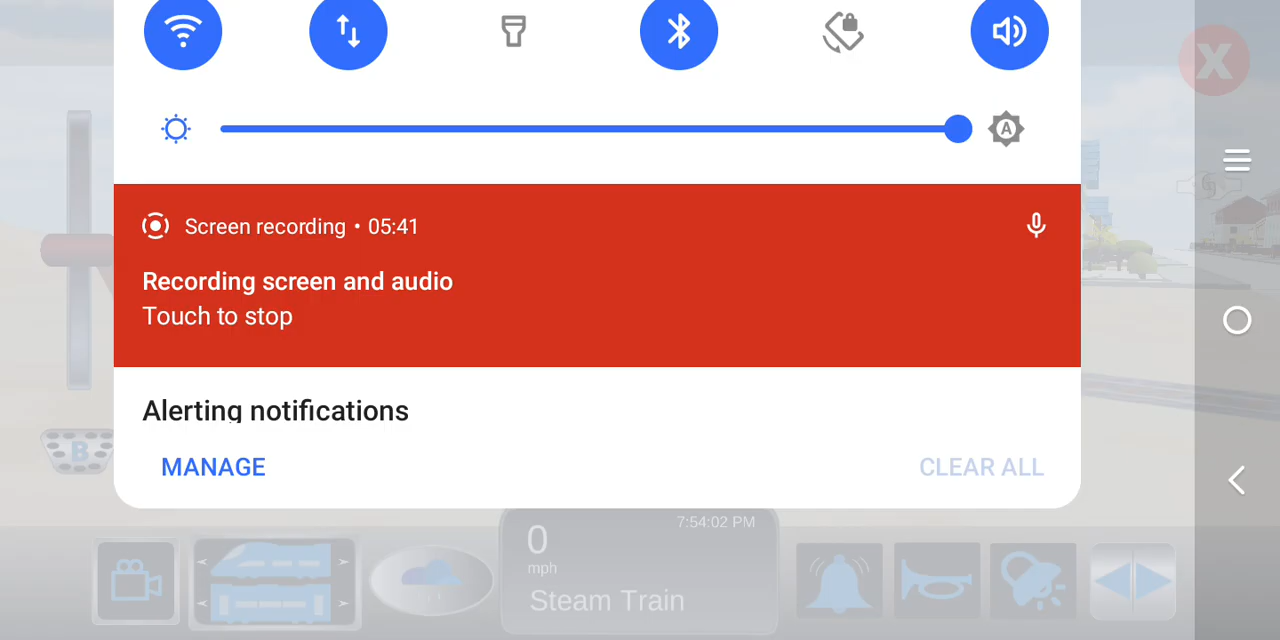 X
A
Screen recording • 05:41
Recording screen and audio
Touch to stop
Alerting notifications
MANAGE
CLEAR ALL
B
7:54:02 PM
0
mph
Steam Train